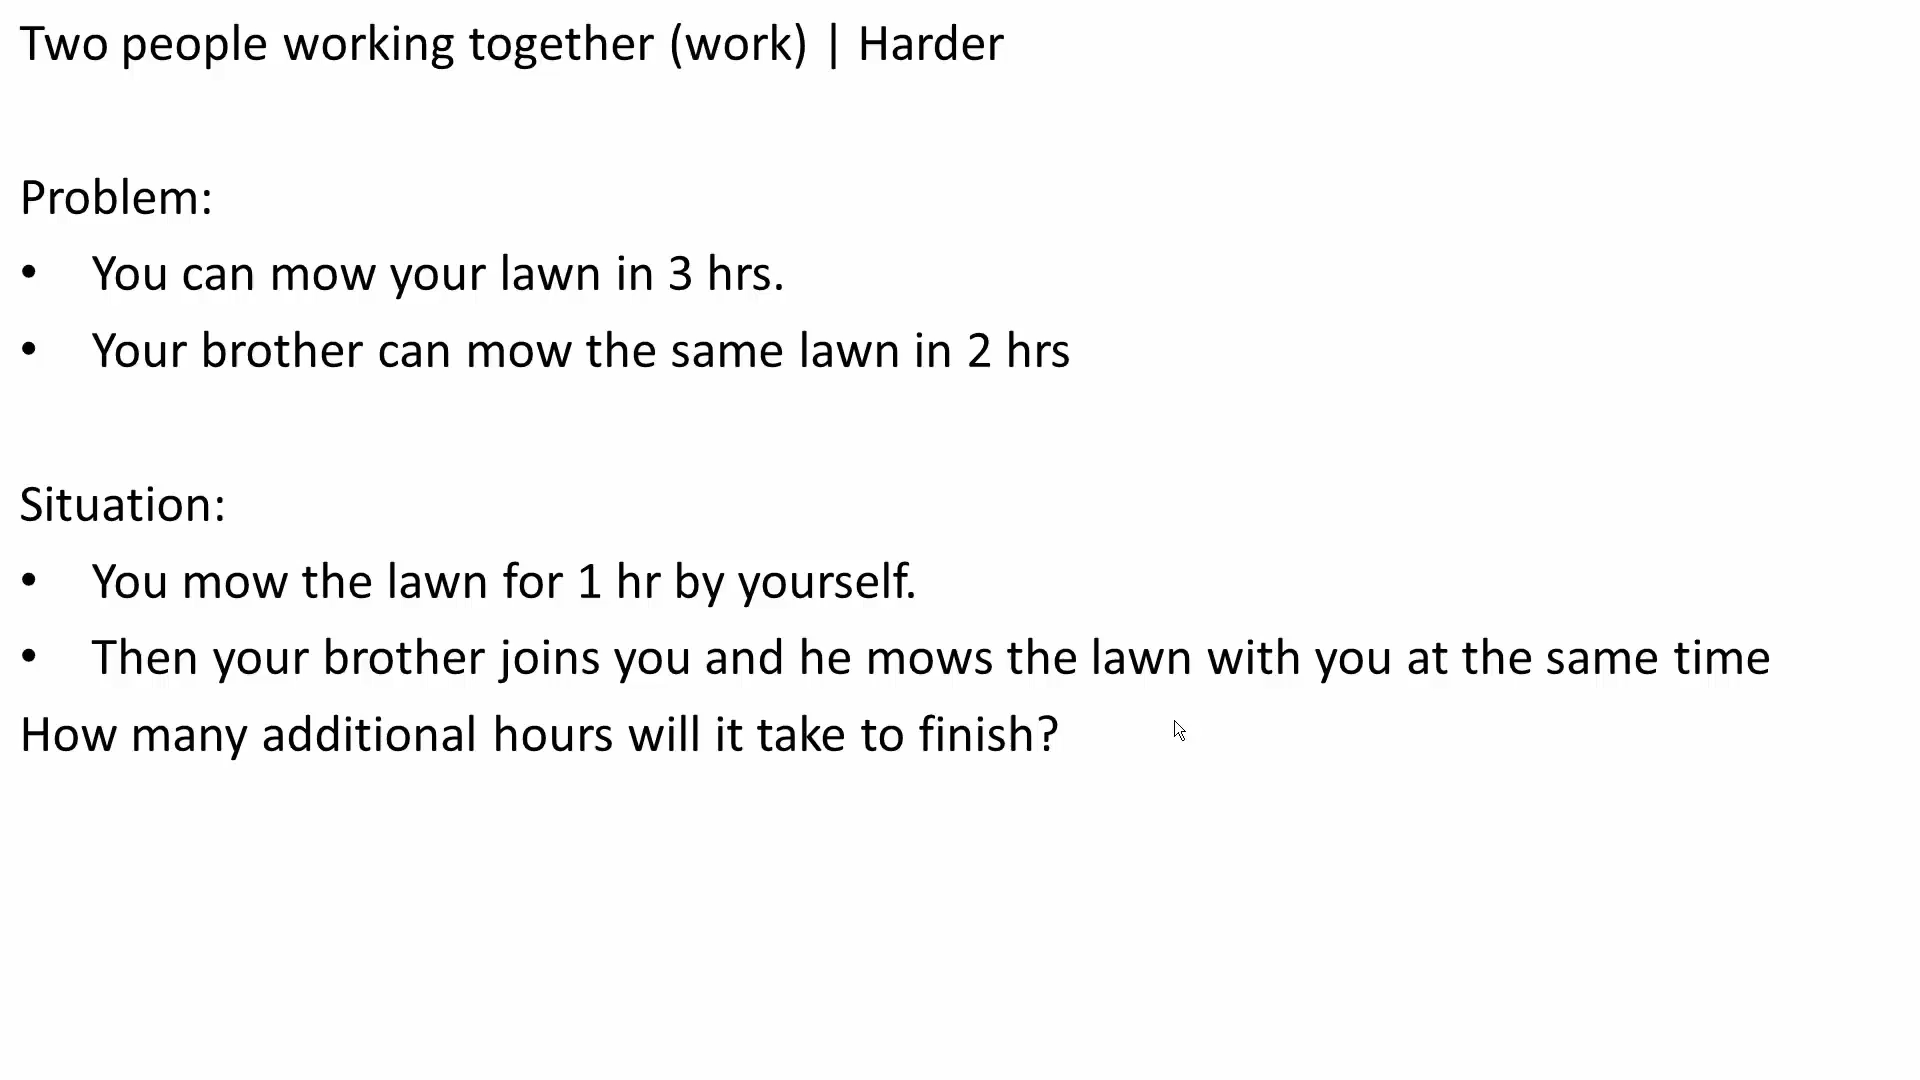 Two people working together (work) | Harder
Problem:
• You can mow your lawn in 3 hrs.
• Your brother can mow the same lawn in 2 hrs
Situation:
• You mow the lawn for 1 hr by yourself.
• Then your brother joins you and he mows the lawn with you at the same time
How many additional hours will it take to finish?